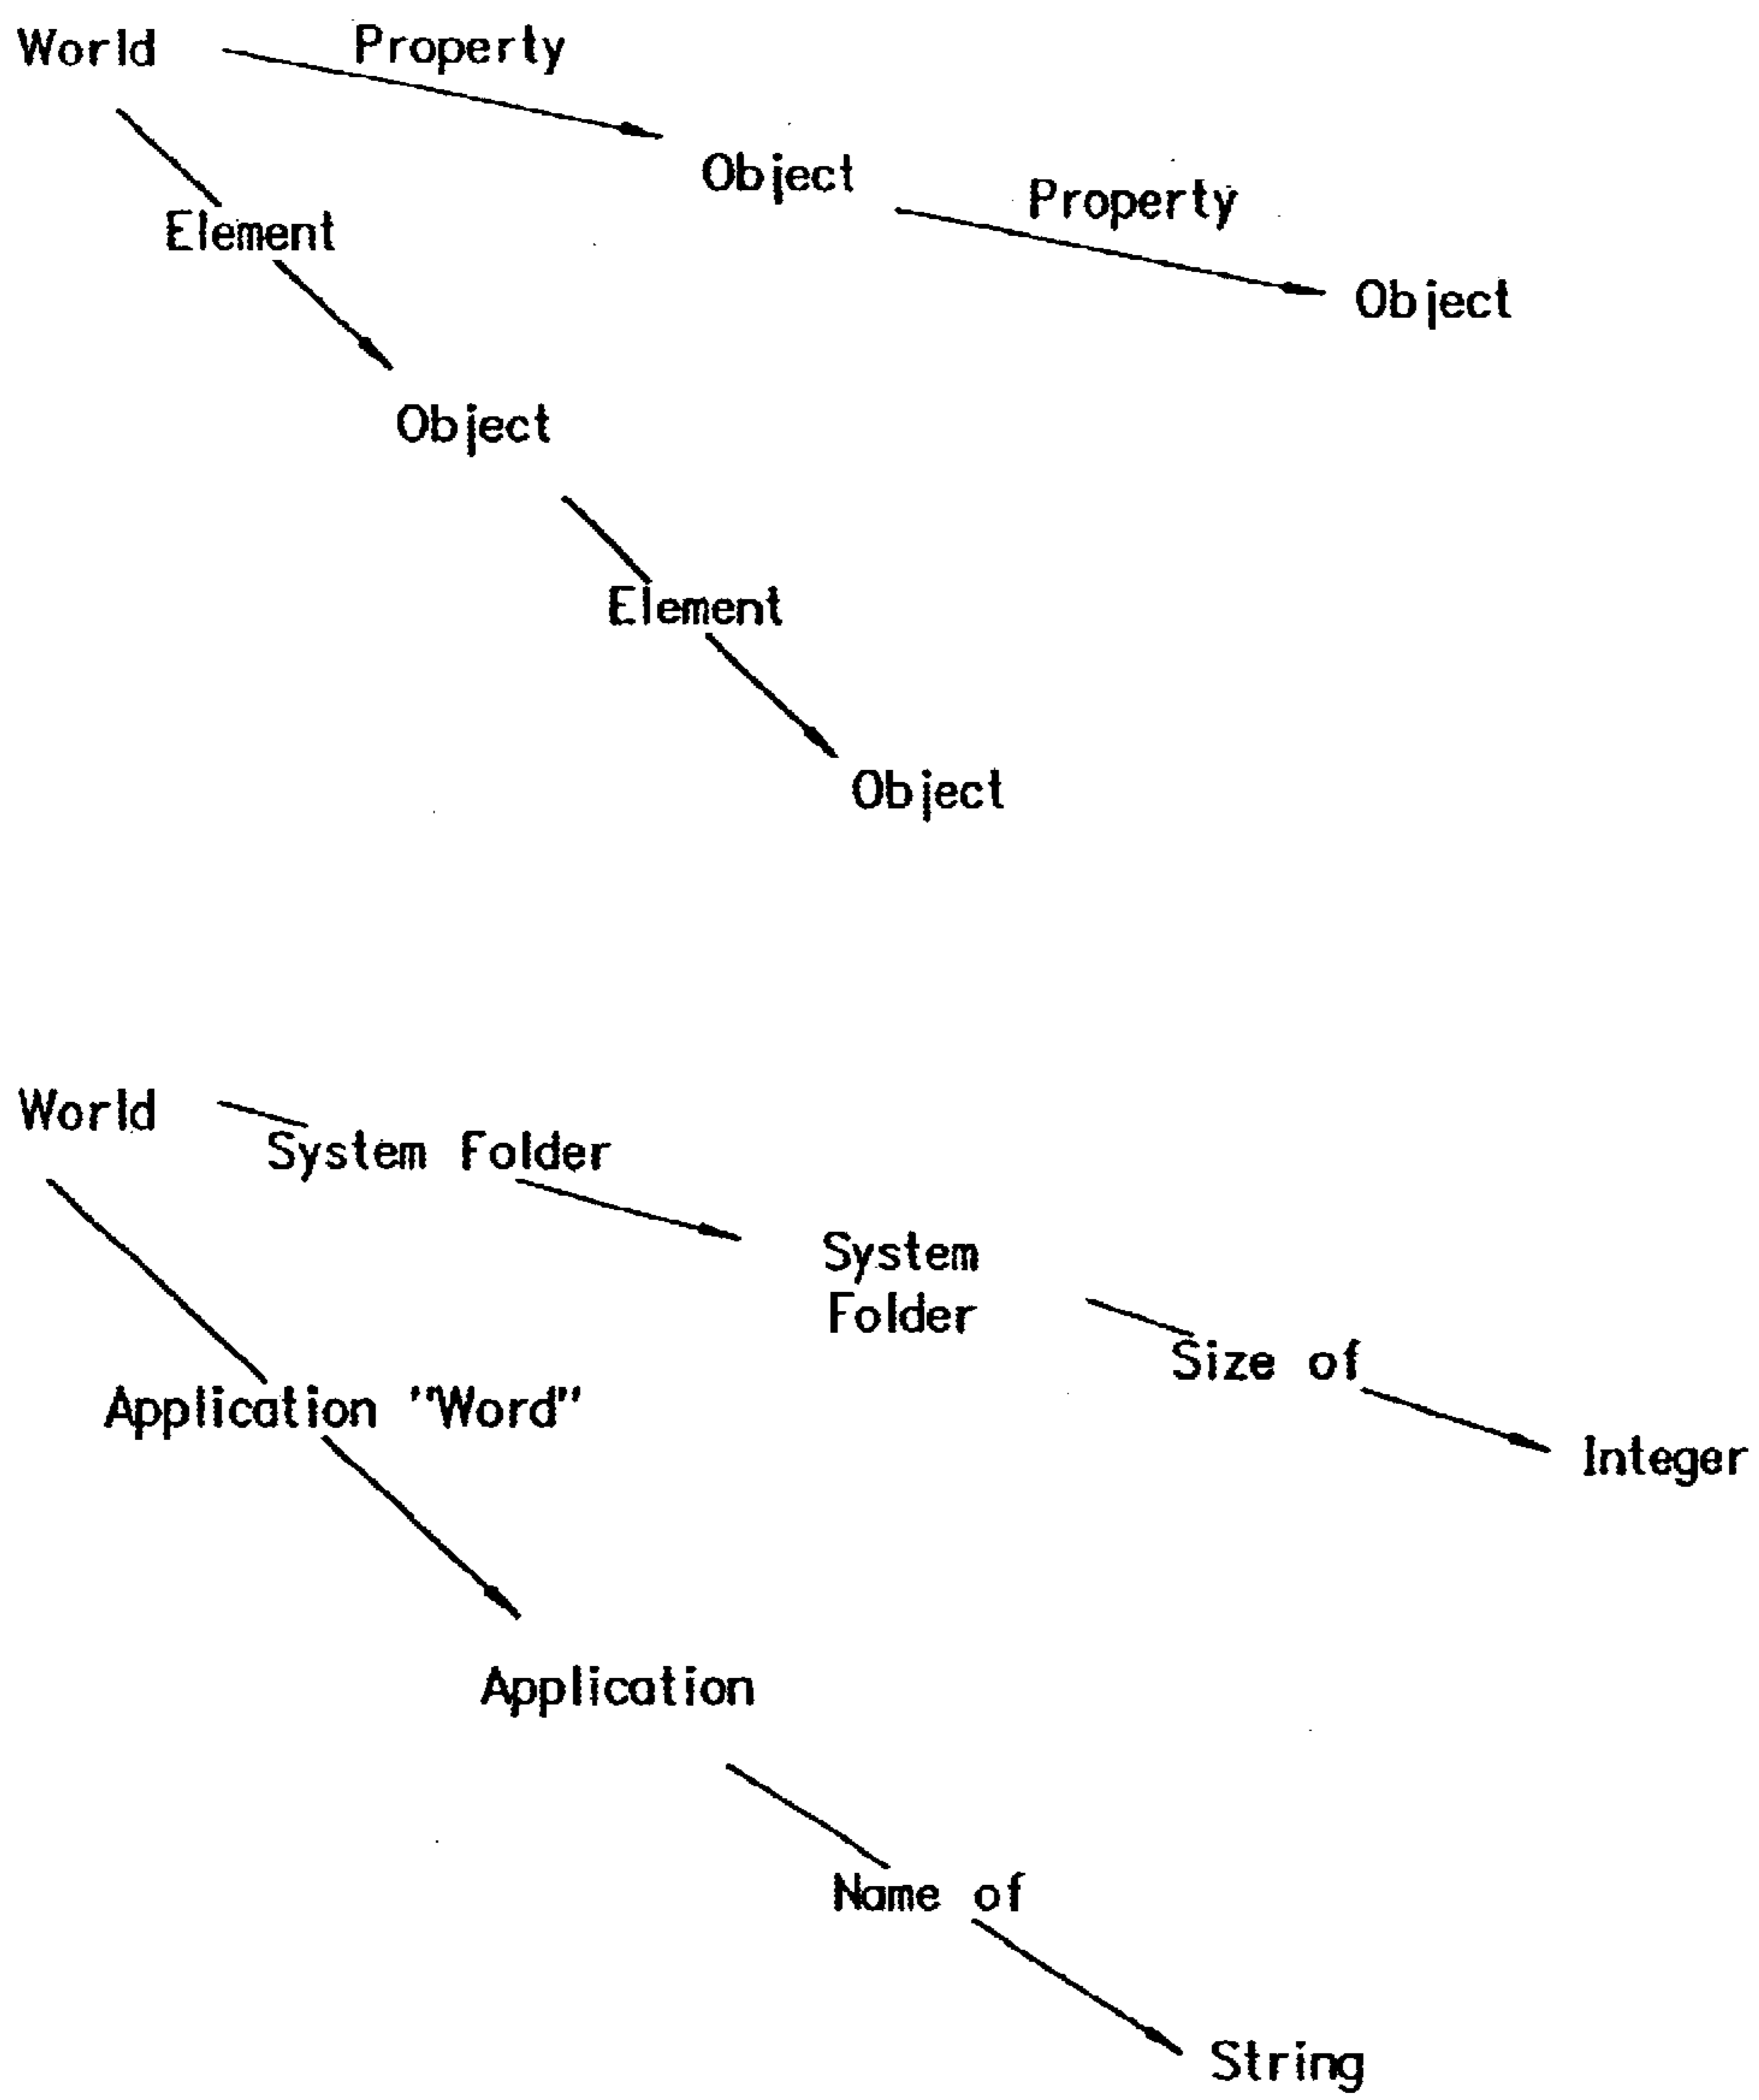 World
Property
Object
Property
Element
Object
Object
Element
Object
World
System Folder
System
Folder
Size of
Application "Word"
Integer
Application
Name of
String